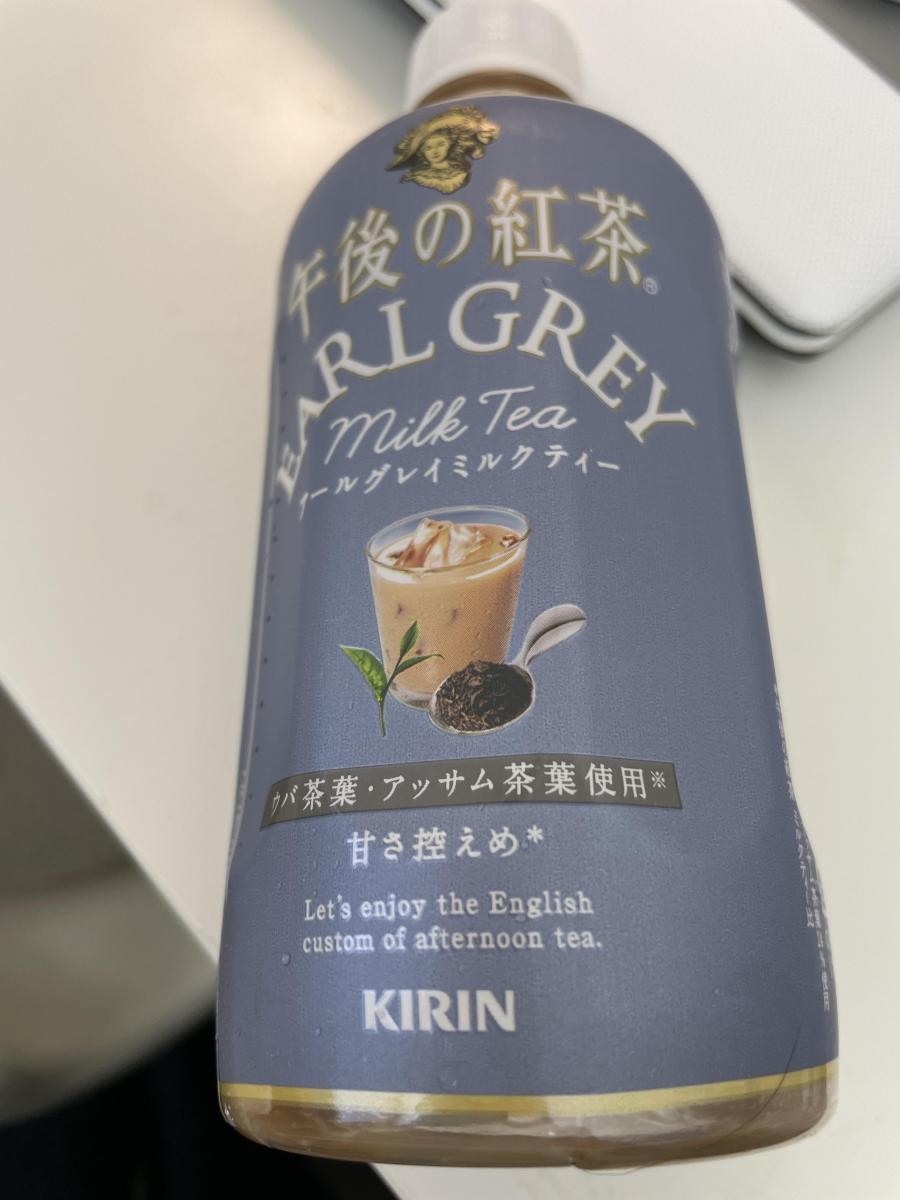 午後の紅茶®
EARL GREY
Milk Tea
アールグレイミルクティー
ウバ茶葉・アッサム茶葉使用※
甘さ控えめ*
Let's enjoy the English
custom of afternoon tea.
KIRIN